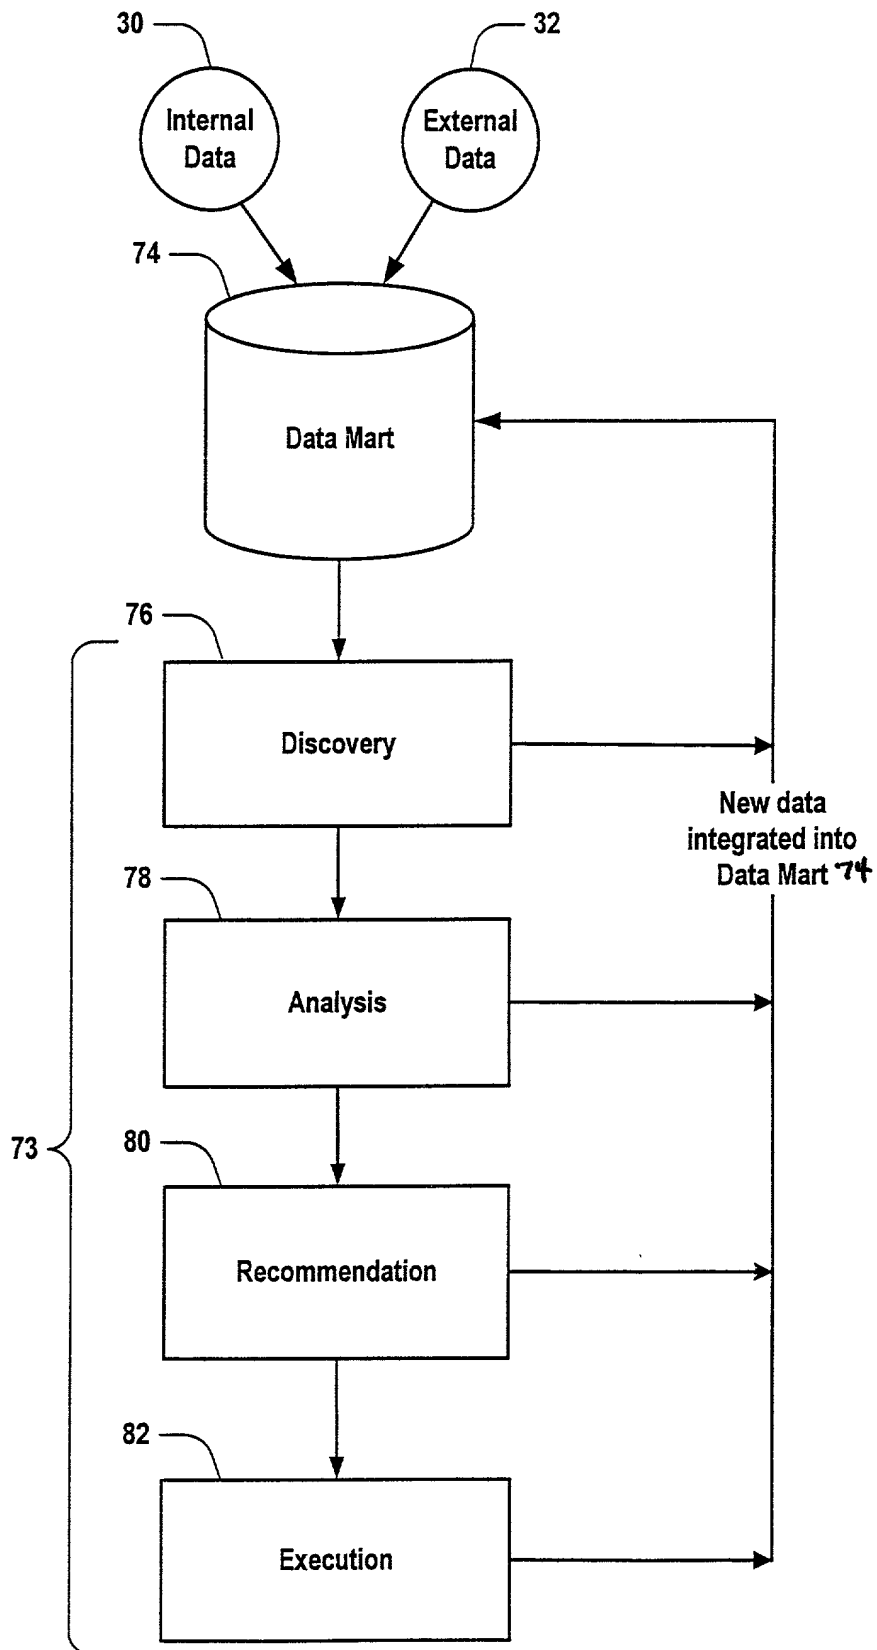 30
32
Internal
Data
External
Data
74
Data Mart
76
Discovery
New data
integrated into
Data Mart 74
78
Analysis
73
80
Recommendation
82
Execution